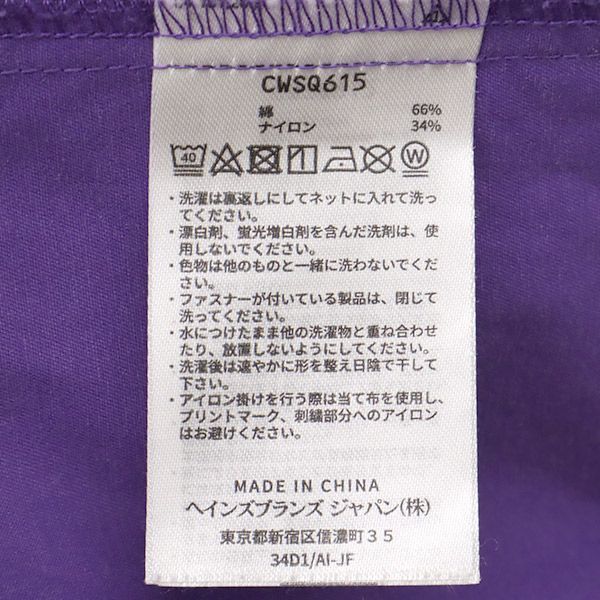 CWSQ615
綿 66%
ナイロン 34%
40 W
・洗濯は裏返しにしてネットに入れて洗っ
てください。
・漂白剤、蛍光増白剤を含んだ洗剤は、使
用しないでください。
・色物は他のものと一緒に洗わないでくだ
さい。
・ファスナーが付いている製品は、閉じて
洗ってください。
・水につけたまま他の洗濯物と重ね合わせ
たり、放置しないようにしてください。
・洗濯後は速やかに形を整え日陰で干して
下さい。
・アイロン掛けを行う際は当て布を使用し、
プリントマーク、刺繍部分へのアイロン
はお避けください。
MADE IN CHINA
ヘインズブランズ ジャパン(株)
東京都新宿区信濃町35
34D1/AI-JF